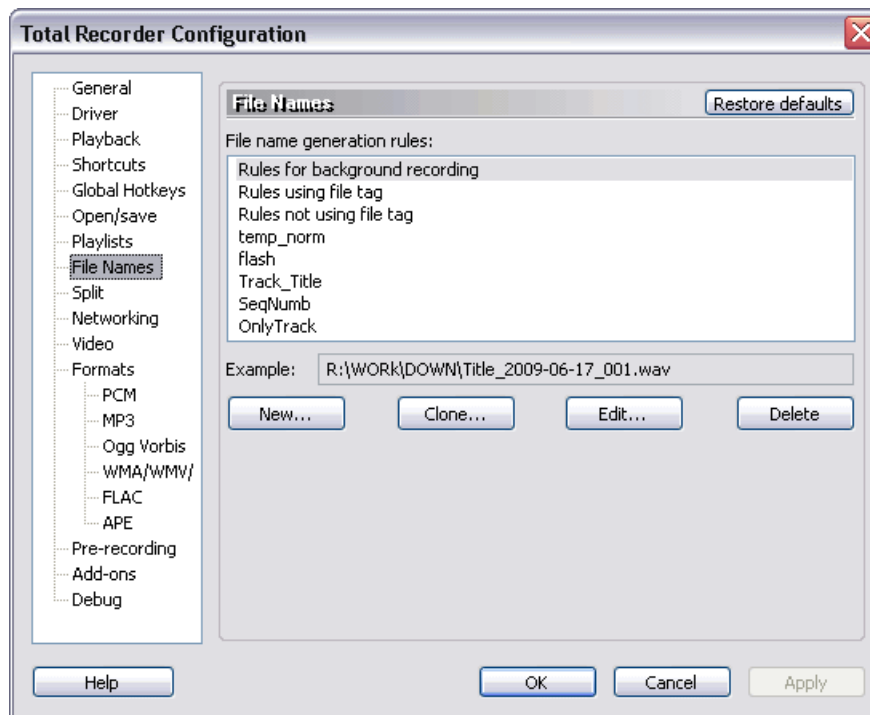 Total Recorder Configuration
General
Driver
Playback
Shortcuts
Global Hotkeys
Open/save
Playlists
File Names
Split
Networking
Video
Formats
PCM
MP3
Ogg Vorbis
WMA/WMV/
FLAC
APE
Pre-recording
Add-ons
Debug
File Names
Restore defaults
File name generation rules:
Rules for background recording
Rules using file tag
Rules not using file tag
temp_norm
flash
Track_Title
SeqNumb
OnlyTrack
Example: R:\WORk\DOWN\Title_2009-06-17_001.wav
New... Clone... Edit... Delete
Help OK Cancel Apply